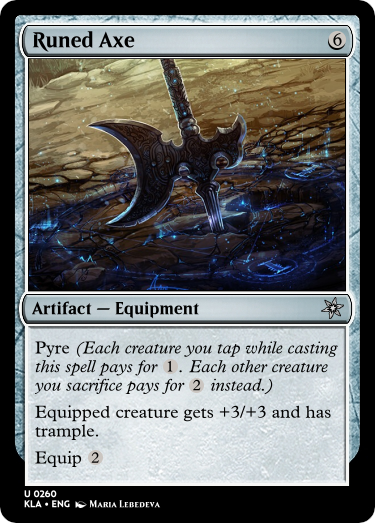 Runed Axe 6
Artifact — Equipment
Pyre (Each creature you tap while casting
this spell pays for 1. Each other creature
you sacrifice pays for 2 instead.)
Equipped creature gets +3/+3 and has
trample.
Equip 2
U 0260
KLA • ENG Maria Lebedeva